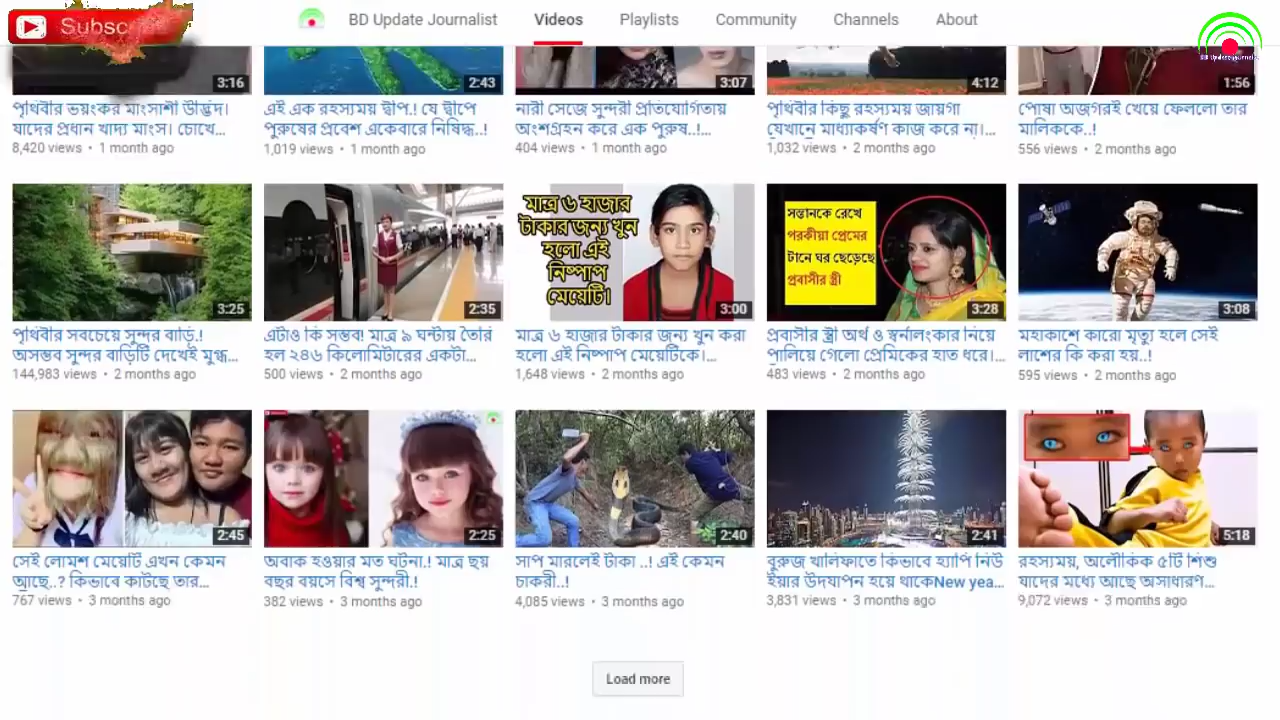 BD Update Journalist
Videos
Playlists
Community
Channels
About
BD Update Journalist
3:16
2:43
3:07
4:12
1:56
পৃথিবীর ভয়ংকর মাংসাশী উদ্ভিদ।
যাদের প্রধান খাদ্য মাংস। চোখে...
8,420 views • 1 month ago
এই এক রহস্যময় দ্বীপ.! যে দ্বীপে
পুরুষের প্রবেশ একেবারে নিষিদ্ধ..!
1,019 views • 1 month ago
নারী সেজে সুন্দরী প্রতিযোগিতায়
অংশগ্রহন করে এক পুরুষ..!...
404 views • 1 month ago
পৃথিবীর কিছু রহস্যময় জায়গা
যেখানে মাধ্যাকর্ষণ কাজ করে না।...
1,032 views • 2 months ago
পোষা অজগরই খেয়ে ফেললো তার
মালিককে..!
556 views • 2 months ago
3:25
2:35
মাত্র ৬ হাজার
টাকার জন্য খুন
হলো এই
নিষ্পাপ
মেয়েটি।
3:00
সন্তানকে রেখে
পরকীয়া প্রেমের
টানে ঘর ছেড়েছে
প্রবাসীর স্ত্রী
3:28
3:08
পৃথিবীর সবচেয়ে সুন্দর বাড়ি.!
অসম্ভব সুন্দর বাড়িটি দেখেই মুগ্ধ...
144,983 views • 2 months ago
এটাও কি সম্ভব! মাত্র ৯ ঘন্টায় তৈরি
হল ২৪৬ কিলোমিটারের একটা...
500 views • 2 months ago
মাত্র ৬ হাজার টাকার জন্য খুন করা
হলো এই নিষ্পাপ মেয়েটিকে।...
1,648 views • 2 months ago
প্রবাসীর স্ত্রী অর্থ ও স্বর্নালংকার নিয়ে
পালিয়ে গেলো প্রেমিকের হাত ধরে।...
483 views • 2 months ago
মহাকাশে কারো মৃত্যু হলে সেই
লাশের কি করা হয়..!
595 views • 2 months ago
2:45
2:25
2:40
2:41
5:18
সেই লোমশ মেয়েটি এখন কেমন
আছে..? কিভাবে কাটছে তার...
767 views • 3 months ago
অবাক হওয়ার মত ঘটনা.! মাত্র ছয়
বছর বয়সে বিশ্ব সুন্দরী.!
382 views • 3 months ago
সাপ মারলেই টাকা ..! এই কেমন
চাকরী..!
4,085 views • 3 months ago
বুরুজ খালিফাতে কিভাবে হ্যাপি নিউ
ইয়ার উদযাপন হয়ে থাকেNew yea...
3,831 views • 3 months ago
রহস্যময়, অলৌকিক ৫টি শিশু
যাদের মধ্যে আছে অসাধারণ...
9,072 views • 3 months ago
Load more